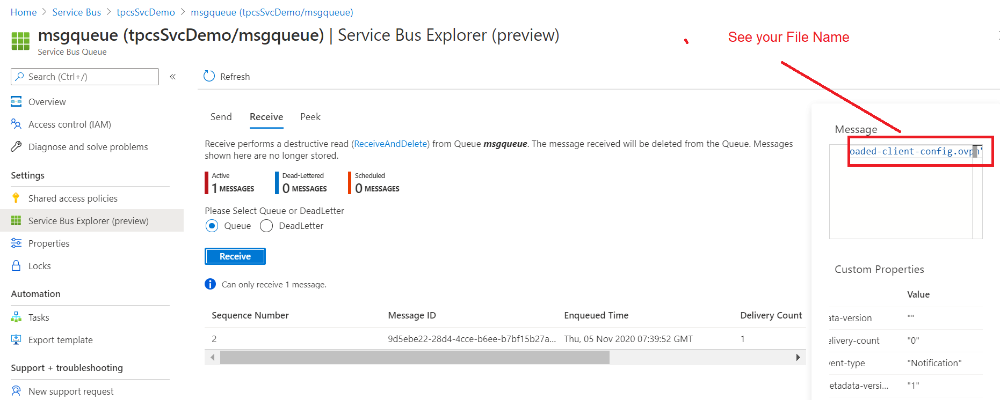 Home > Service Bus > tpcsSvcDemo > msgqueue (tpcsSvcDemo/msgqueue)
msgqueue (tpcsSvcDemo/msgqueue) | Service Bus Explorer (preview)
Service Bus Queue
See your File Name
Search (Ctrl+/)
«
Overview
Access control (IAM)
Diagnose and solve problems
Settings
Shared access policies
Service Bus Explorer (preview)
Properties
Locks
Automation
Tasks
Export template
Support + troubleshooting
New support request
Refresh
Send Receive Peek
Receive performs a destructive read (ReceiveAndDelete) from Queue msgqueue. The message received will be deleted from the Queue. Messages
shown here are no longer stored.
Active Dead-Lettered Scheduled
1 MESSAGES 0 MESSAGES 0 MESSAGES
Please Select Queue or DeadLetter
Queue DeadLetter
Receive
Can only receive 1 message.
Sequence Number Message ID Enqueued Time Delivery Count
2 9d5ebe22-28d4-4cce-b6ee-b7bf15b27a... Thu, 05 Nov 2020 07:39:52 GMT 1
Message
oaded-client-config.ovpn"
Custom Properties
Value
ata-version ""
elivery-count "0"
vent-type "Notification"
etadata-versi... "1"